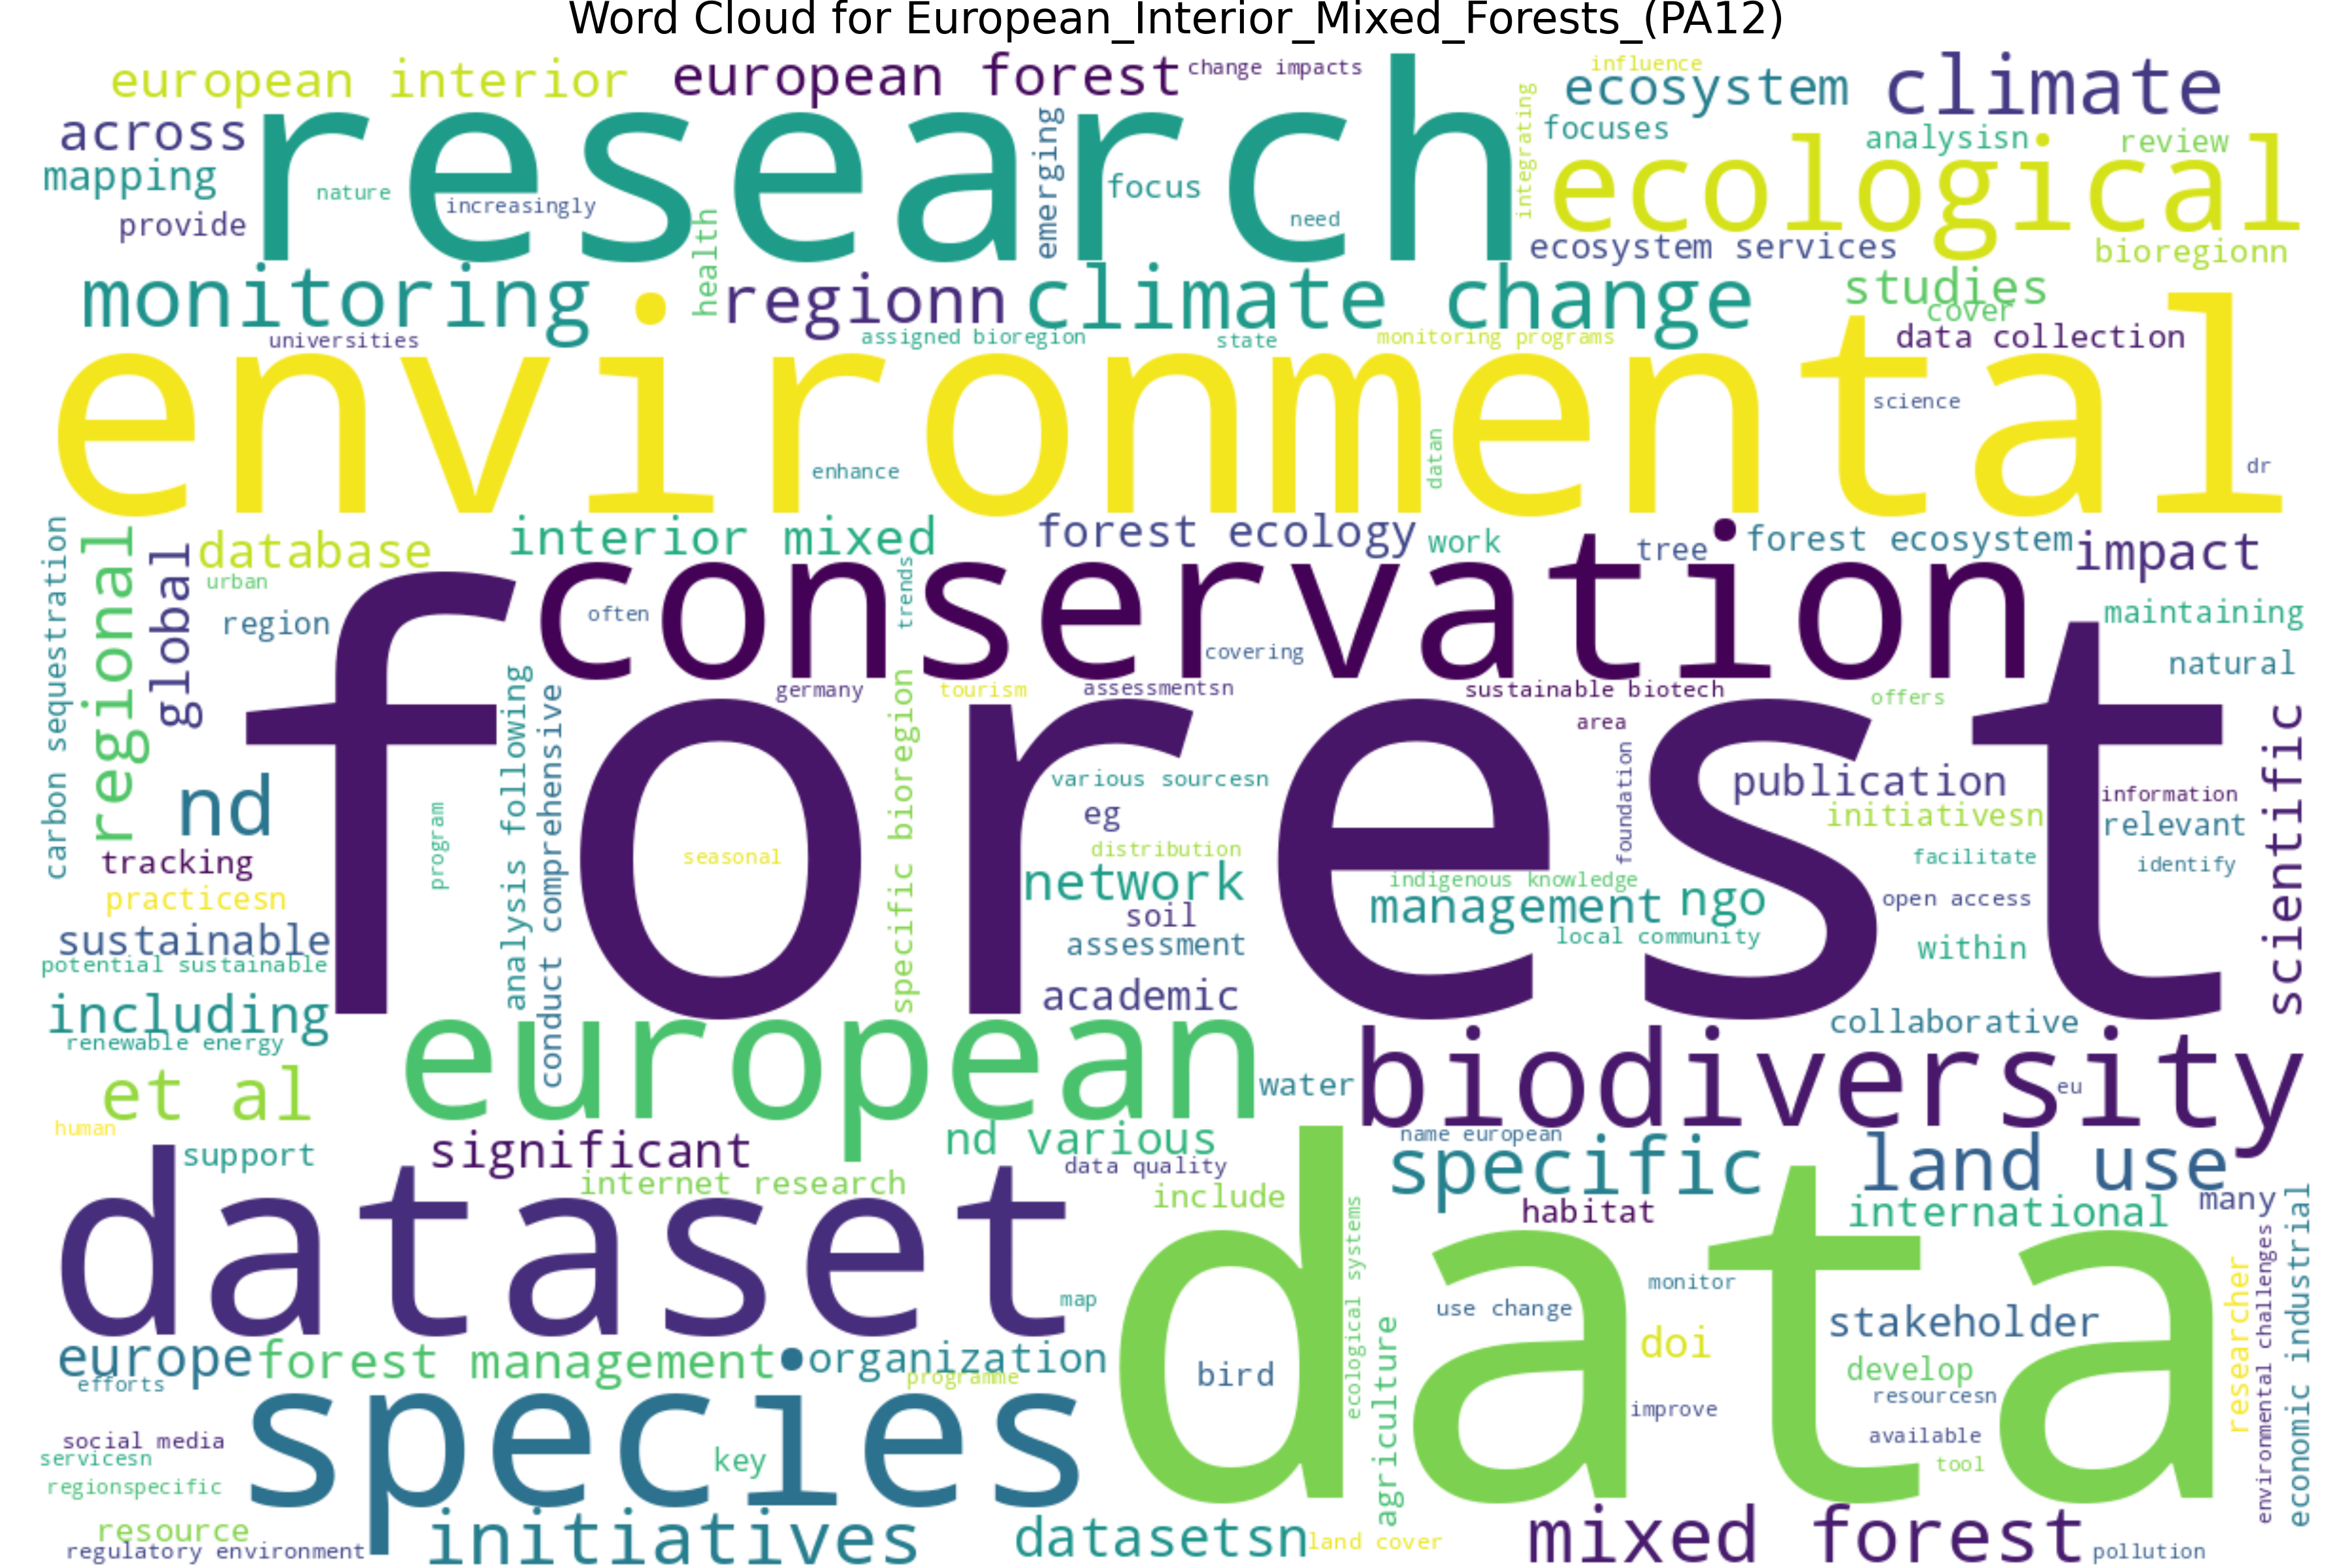 Word Cloud for European_Interior_Mixed_Forests_(PA12)
european interior
european forest
change impacts
influence
ecosystem
climate
across
research
emerging
integrating
focuses
analysisn
review
mapping
nature
increasingly
focus
need
ecological
provide
health
ecosystem services
bioregionn
monitoring
regionn
climate change
studies
cover
universities
assigned bioregion
state
monitoring programs
data collection
environmental
science
enhance
datan
dr
carbon sequestration
regional
global
database
interior mixed
forest ecology
work
tree
forest ecosystem
impact
urban
region
conservation
often
trends
covering
maintaining
natural
germany
tourism
assessmentsn
sustainable biotech
offers
area
forest
analysis following
conduct comprehensive
specific bioregion
various sourcesn
foundation
publication
information
scientific
nd
program
eg
initiativesn
relevant
tracking
seasonal
distribution
facilitate
identify
practicesn
network
indigenous knowledge
management
ngo
open access
soil
sustainable
assessment
local community
within
potential sustainable
including
academic
collaborative
renewable energy
european
biodiversity
et al
water
eu
human
support
significant
nd various
name european
data quality
specific
land use
internet research
include
habitat
international
many
dataset
data
ecological systems
map
monitor
use change
stakeholder
researcher
environmental challenges
economic industrial
europe
forest management
organization
agriculture
doi
develop
efforts
programme
bird
resourcesn
improve
species
social media
servicesn
key
available
tool
regionspecific
resource
initiatives
datasetsn
land cover
mixed forest
regulatory environment
pollution